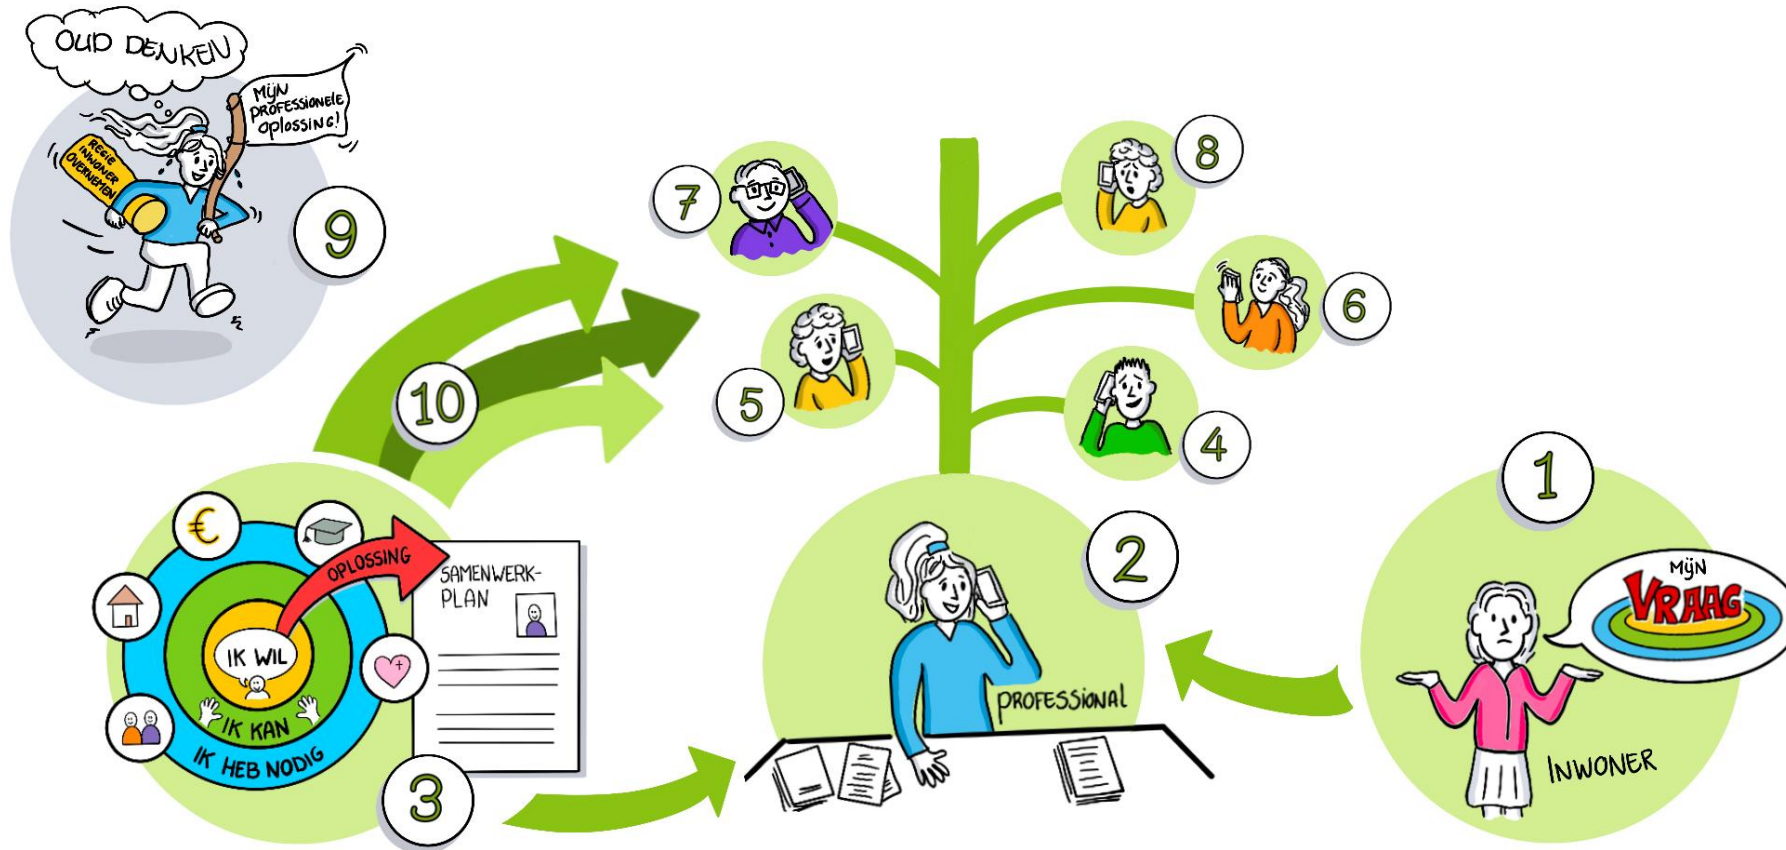 OUD DENKEN
MIJN
PROFESSIONELE
OPLOSSING!
REGIE
INWONER
OVERNEMEN
9
7
8
6
5
4
10
1
MIJN
VRAAG
INWONER
2
PROFESSIONAL
€
OPLOSSING
IK WIL
IK KAN
IK HEB NODIG
SAMENWERK-
PLAN
3